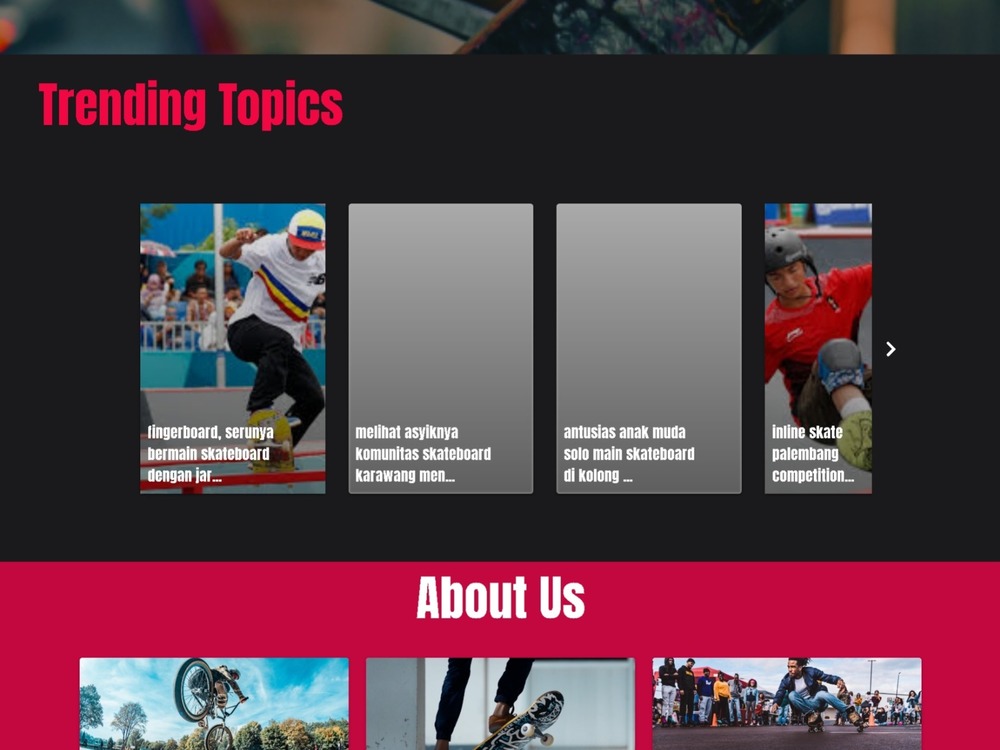 Trending Topics
fingerboard, serunya
bermain skateboard
dengan jar...
melihat asyiknya
komunitas skateboard
karawang men...
antusias anak muda
solo main skateboard
di kolong ...
inline skate
palembang
competition...
About Us